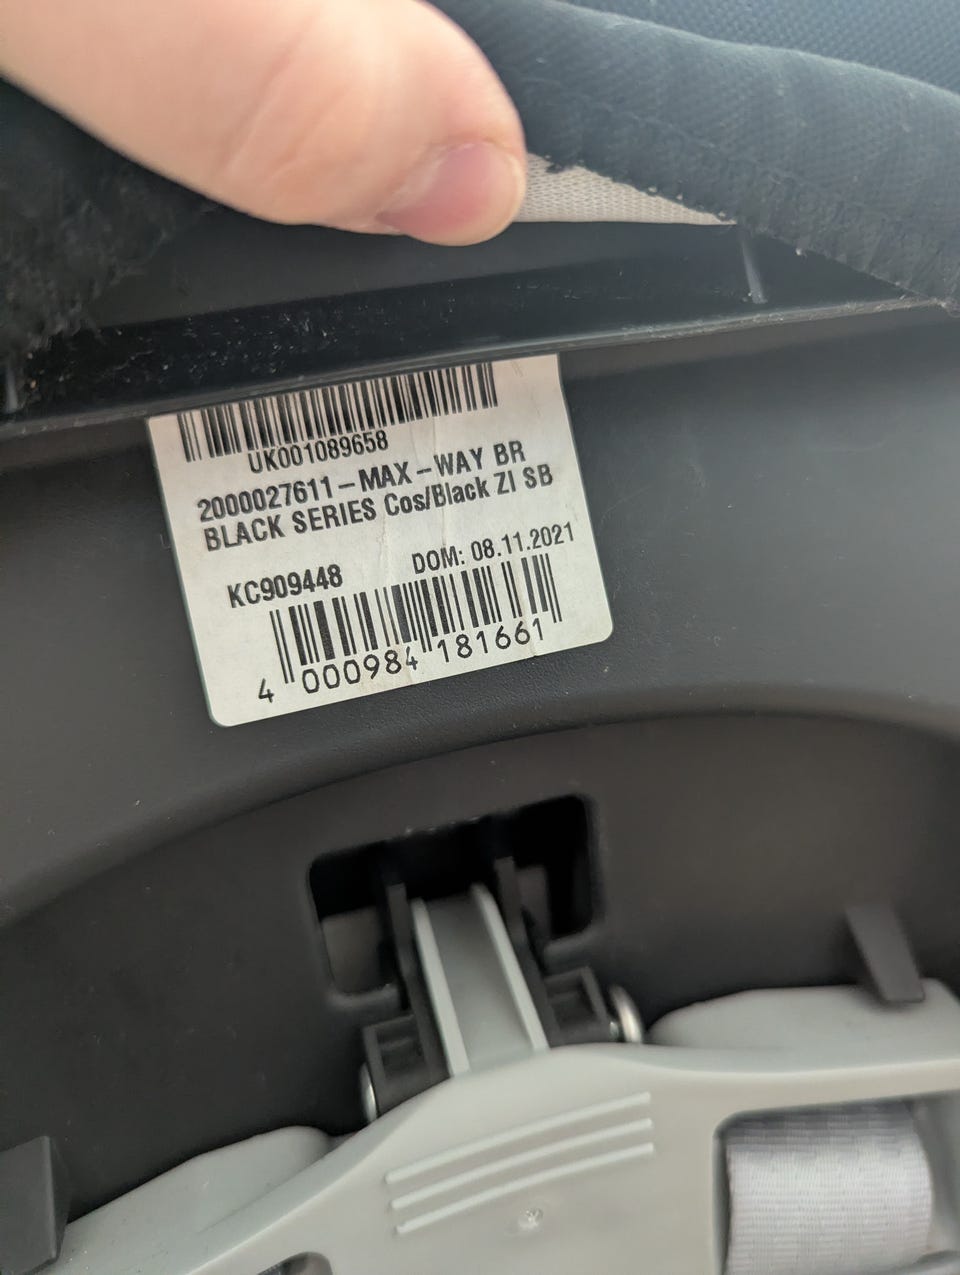 UK001089658
2000027611-MAX-WAY BR
BLACK SERIES Cos/Black ZI SB
KC909448 DOM: 08.11.2021
4 000984 181661